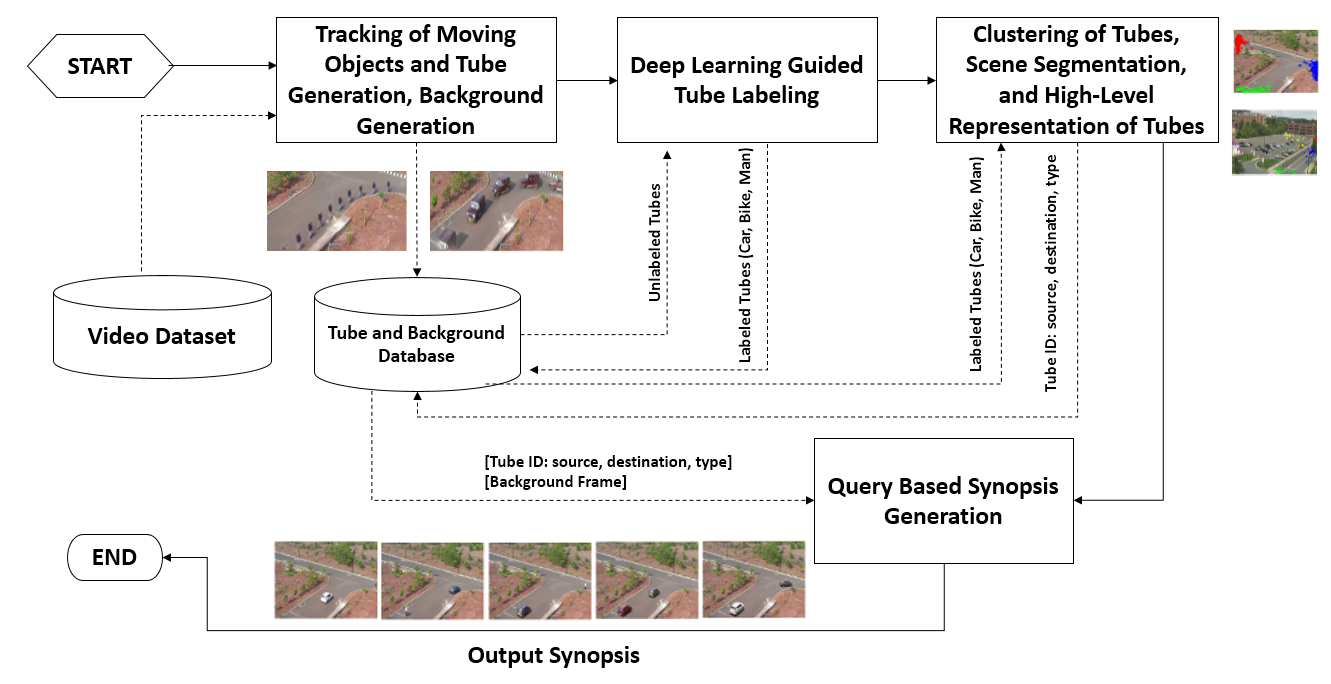 START
Tracking of Moving
Objects and Tube
Generation, Background
Generation
Deep Learning Guided
Tube Labeling
Clustering of Tubes,
Scene Segmentation,
and High-Level
Representation of Tubes
Video Dataset
Tube and Background
Database
Unlabeled Tubes
Labeled Tubes (Car, Bike, Man)
Labeled Tubes (Car, Bike, Man)
Tube ID: source, destination, type
[Tube ID: source, destination, type]
[Background Frame]
Query Based Synopsis
Generation
END
Output Synopsis